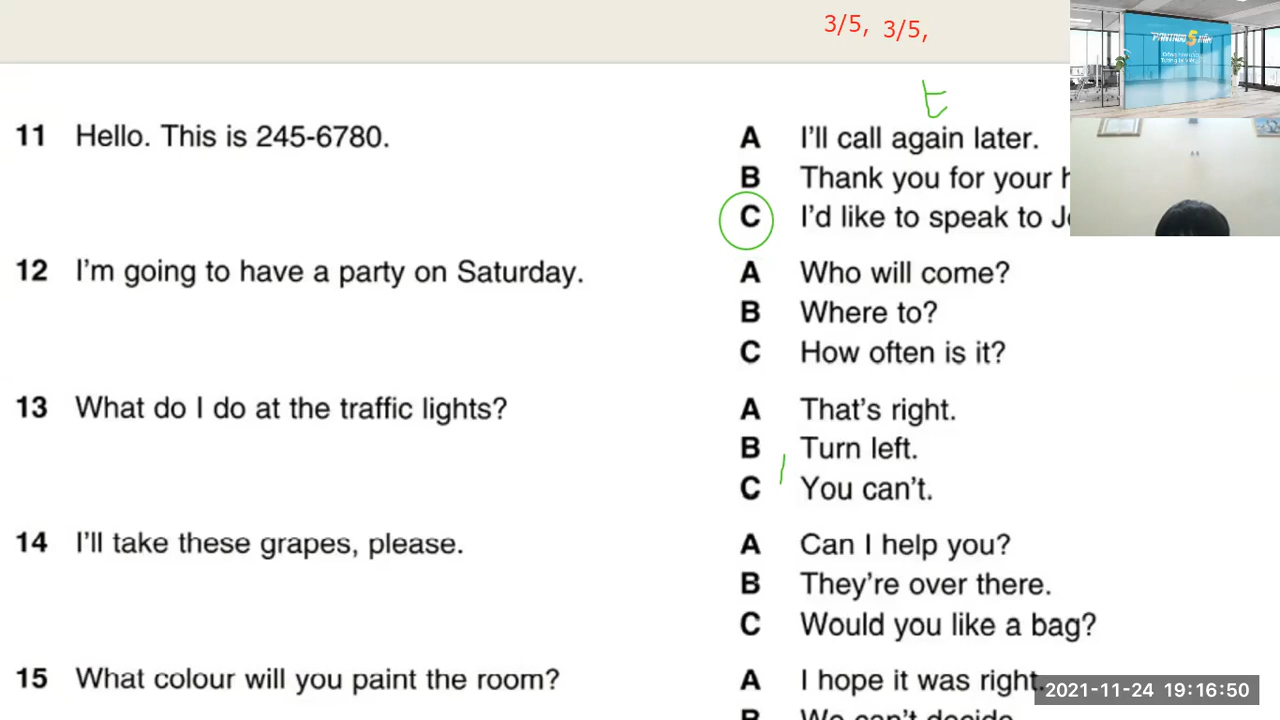 3/5, 3/5,
t
11 Hello. This is 245-6780.
A I'll call again later.
B Thank you for your
C I'd like to speak to
12 I'm going to have a party on Saturday.
A Who will come?
B Where to?
C How often is it?
13 What do I do at the traffic lights?
A That's right.
B Turn left.
C You can't.
14 I'll take these grapes, please.
A Can I help you?
B They're over there.
C Would you like a bag?
15 What colour will you paint the room?
A I hope it was right.
B We can't decide.
2021-11-24 19:16:50